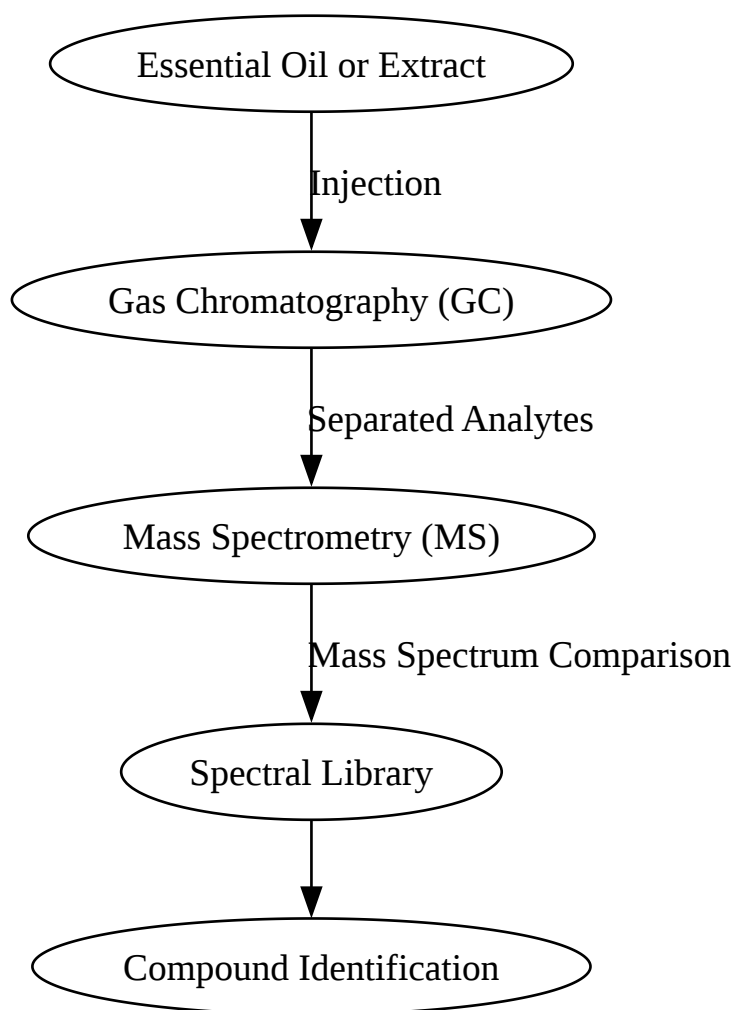 Essential Oil or Extract
Injection
Gas Chromatography (GC)
Separated Analytes
Mass Spectrometry (MS)
Mass Spectrum Comparison
Spectral Library
Compound Identification